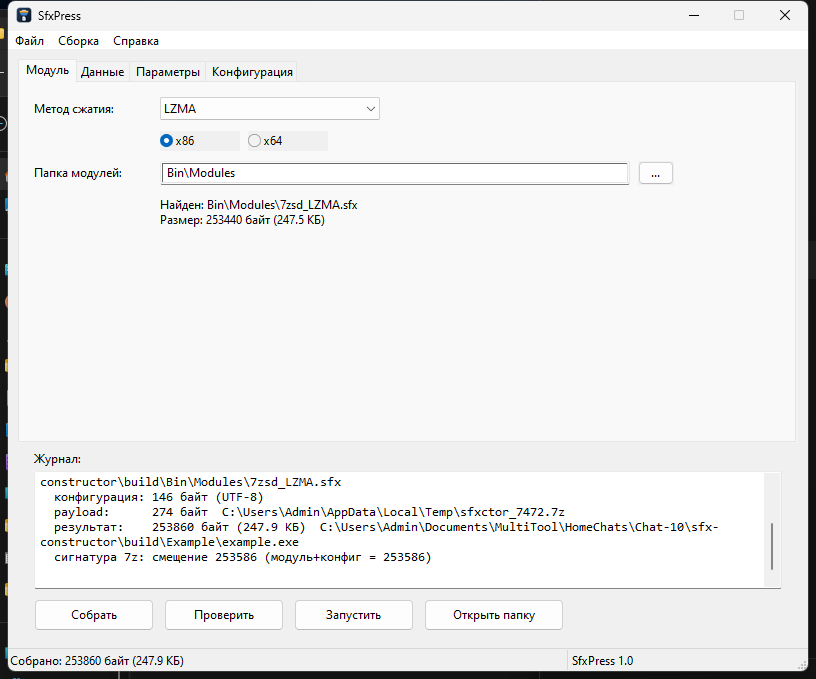 SfxPress
Файл Сборка Справка
Модуль Данные Параметры Конфигурация
Метод сжатия: LZMA
x86 x64
Папка модулей: Bin\Modules ...
Найден: Bin\Modules\7zsd_LZMA.sfx
Размер: 253440 байт (247.5 КБ)
Журнал:
constructor\build\Bin\Modules\7zsd_LZMA.sfx
конфигурация: 146 байт (UTF-8)
payload: 274 байт C:\Users\Admin\AppData\Local\Temp\sfxctor_7472.7z
результат: 253860 байт (247.9 КБ) C:\Users\Admin\Documents\MultiTool\HomeChats\Chat-10\sfx-
constructor\build\Example\example.exe
сигнатура 7z: смещение 253586 (модуль+конфиг = 253586)
Собрать Проверить Запустить Открыть папку
Собрано: 253860 байт (247.9 КБ) SfxPress 1.0